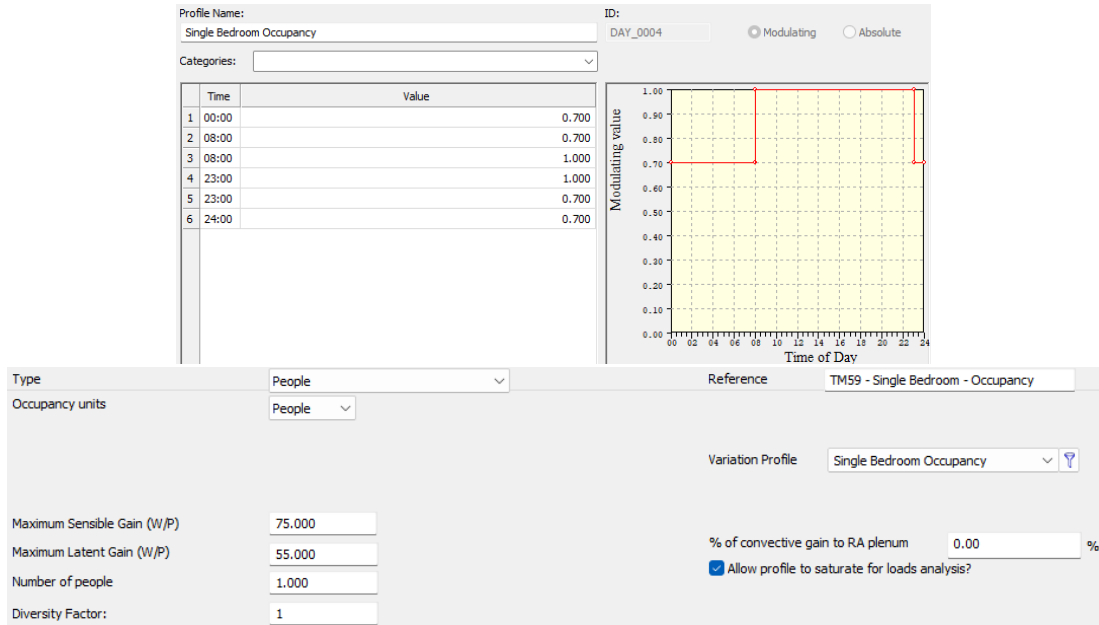 Profile Name: ID:
Single Bedroom Occupancy DAY_0004 Modulating Absolute
Categories:
Time Value
1 00:00 0.700
2 08:00 0.700
3 08:00 1.000
4 23:00 1.000
5 23:00 0.700
6 24:00 0.700
Modulating value
1.00
0.90
0.80
0.70
0.60
0.50
0.40
0.30
0.20
0.10
0.00
00 02 04 06 08 10 12 14 16 18 20 22 24
Time of Day
Type People Reference TM59 - Single Bedroom - Occupancy
Occupancy units People
Variation Profile Single Bedroom Occupancy
Maximum Sensible Gain (W/P) 75.000
Maximum Latent Gain (W/P) 55.000 % of convective gain to RA plenum 0.00 %
Allow profile to saturate for loads analysis?
Number of people 1.000
Diversity Factor: 1